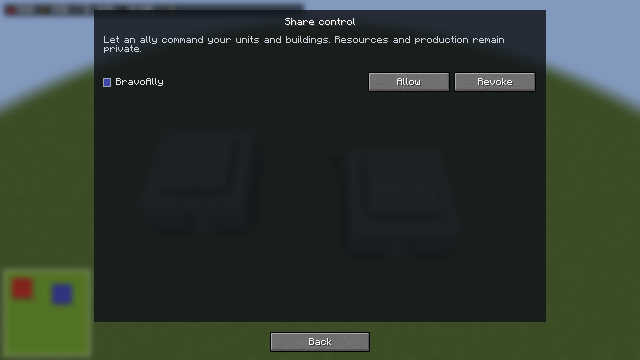 Share control
Let an ally command your units and buildings. Resources and production remain
private.
BravoAlly
Allow
Revoke
Back